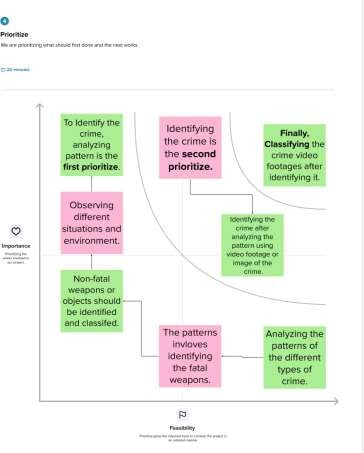 4
Prioritize
We are prioritizing what should first done and the next works.
20 minutes
To Identify the
crime,
analyzing
pattern is the
first prioritize.
Identifying
the crime is
the second
prioritize.
Finally,
Classifying the
crime video
footages after
identifying it.
Observing
different
situations and
environment.
Identifying the
crime after
analyzing the
pattern using
video footage or
image of the
crime.
Importance
Non-fatal
weapons or
objects should
be identified
and classifed.
The patterns
invloves
identifying
the fatal
weapons.
Analyzing the
patterns of
the different
types of
crime.
Feasibility